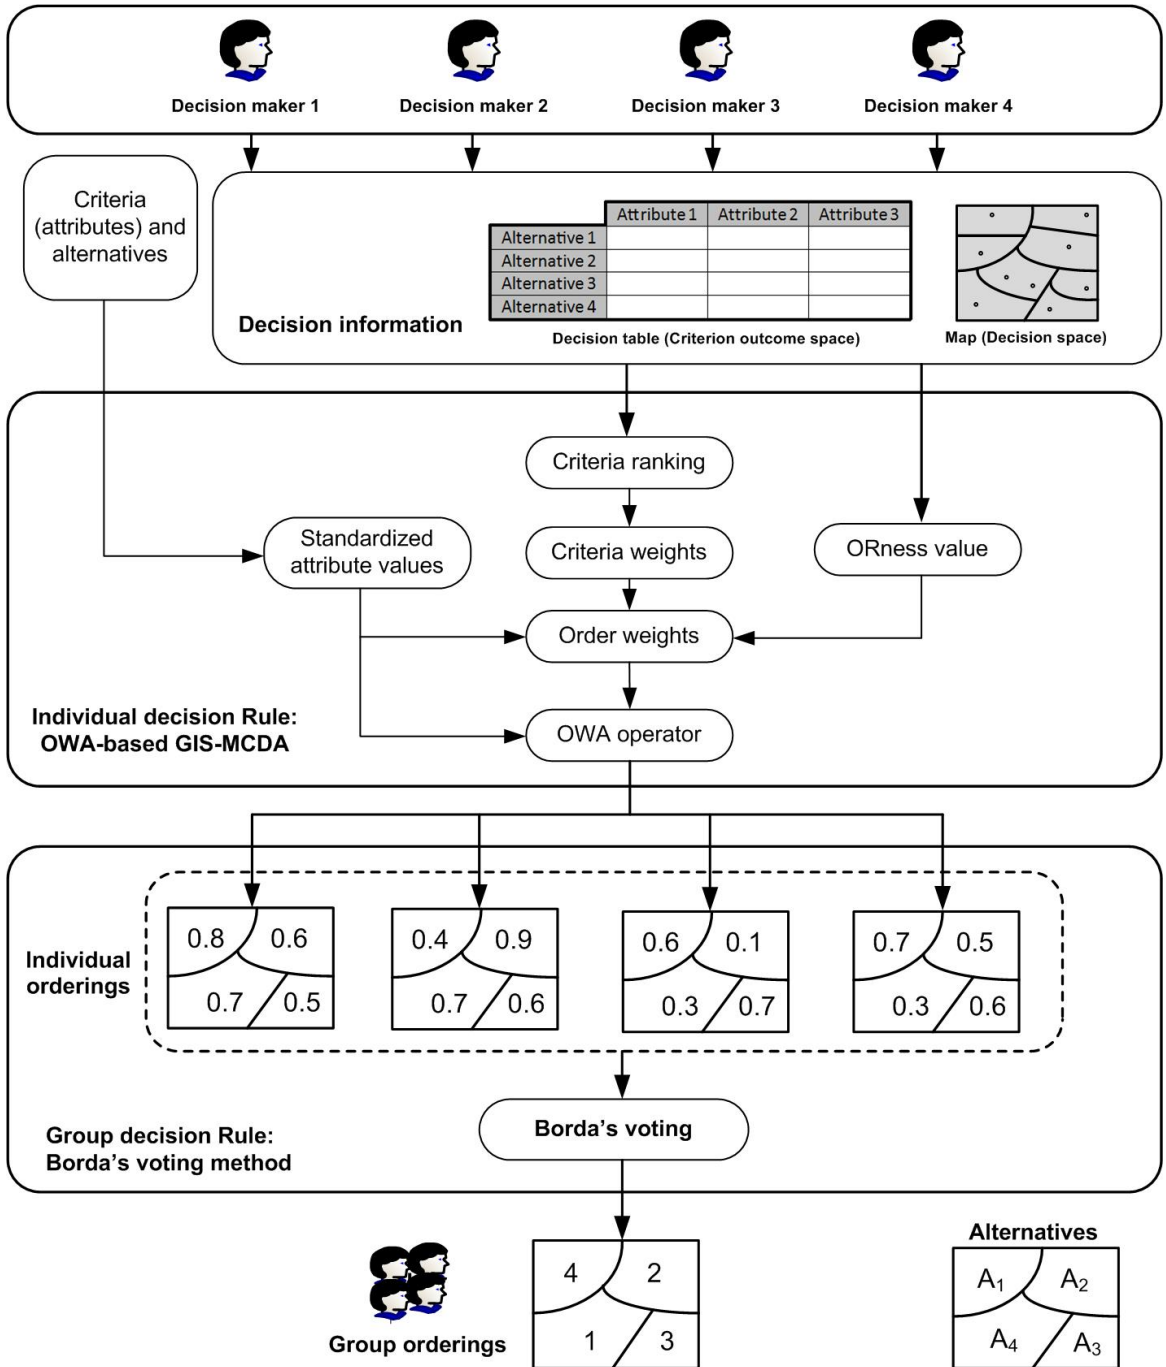 Decision maker 1
Decision maker 2
Decision maker 3
Decision maker 4
Criteria
(attributes) and
alternatives
Attribute 1
Attribute 2
Attribute 3
Alternative 1
Alternative 2
Alternative 3
Alternative 4
Decision information
Decision table (Criterion outcome space)
Map (Decision space)
Criteria ranking
Standardized
attribute values
Criteria weights
ORness value
Order weights
OWA operator
Individual decision Rule:
OWA-based GIS-MCDA
Individual
orderings
0.8 0.6
0.7 0.5
0.4 0.9
0.7 0.6
0.6 0.1
0.3 0.7
0.7 0.5
0.3 0.6
Borda's voting
Group decision Rule:
Borda's voting method
Group orderings
4 2
1 3
Alternatives
A1 A2
A4 A3